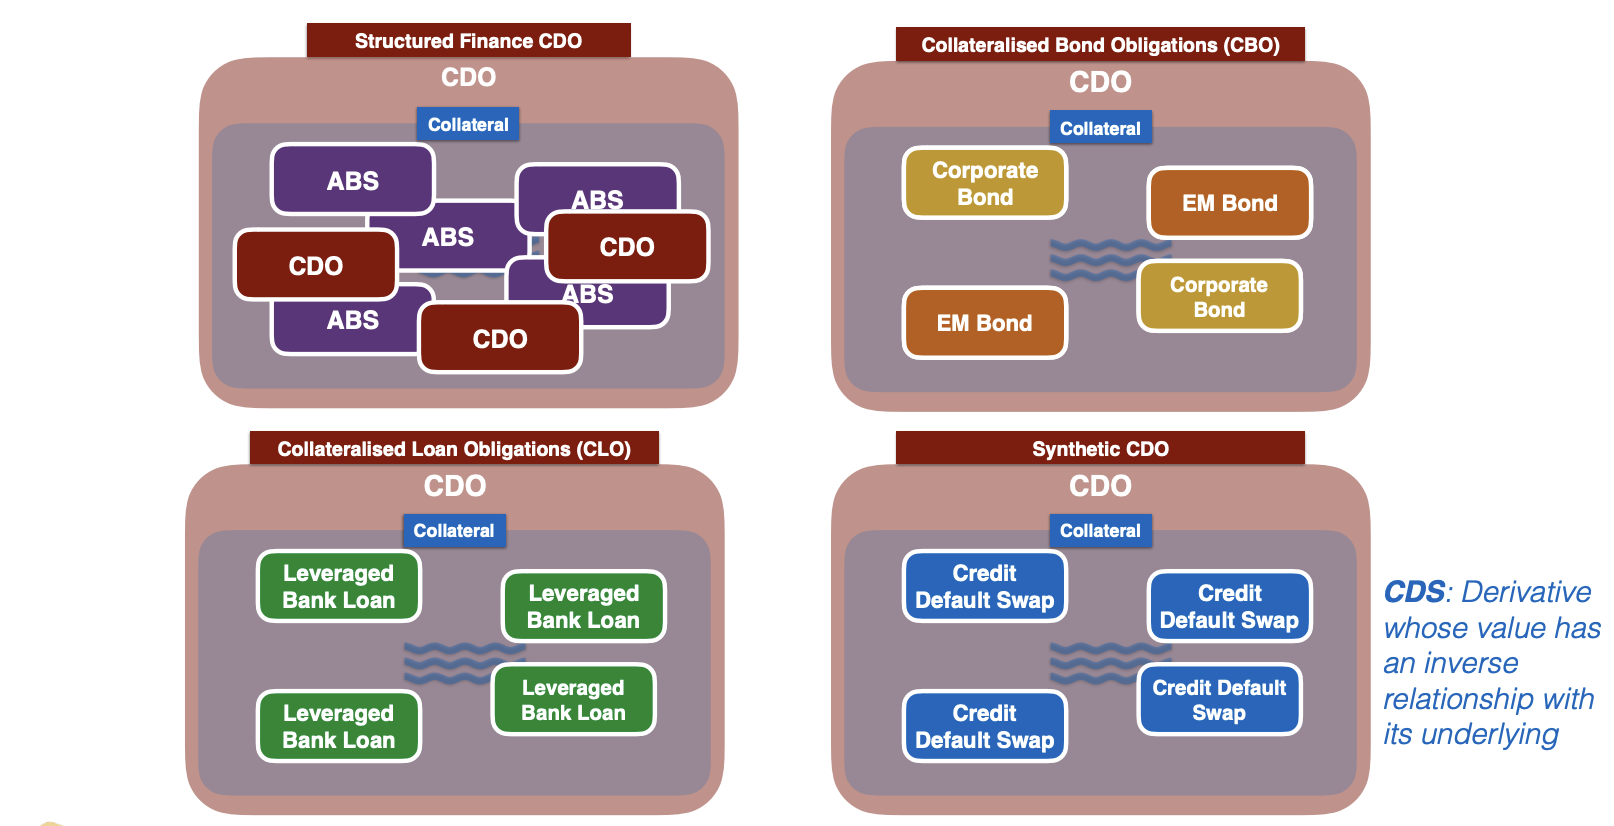 Structured Finance CDO
CDO
Collateral
ABS
ABS
ABS
CDO
CDO
ABS
ABS
CDO
Collateralised Bond Obligations (CBO)
CDO
Collateral
Corporate
Bond
EM Bond
Corporate
Bond
EM Bond
Collateralised Loan Obligations (CLO)
CDO
Collateral
Leveraged
Bank Loan
Leveraged
Bank Loan
Leveraged
Bank Loan
Leveraged
Bank Loan
Synthetic CDO
CDO
Collateral
Credit
Default Swap
Credit
Default Swap
Credit Default
Swap
Credit
Default Swap
CDS: Derivative
whose value has
an inverse
relationship with
its underlying